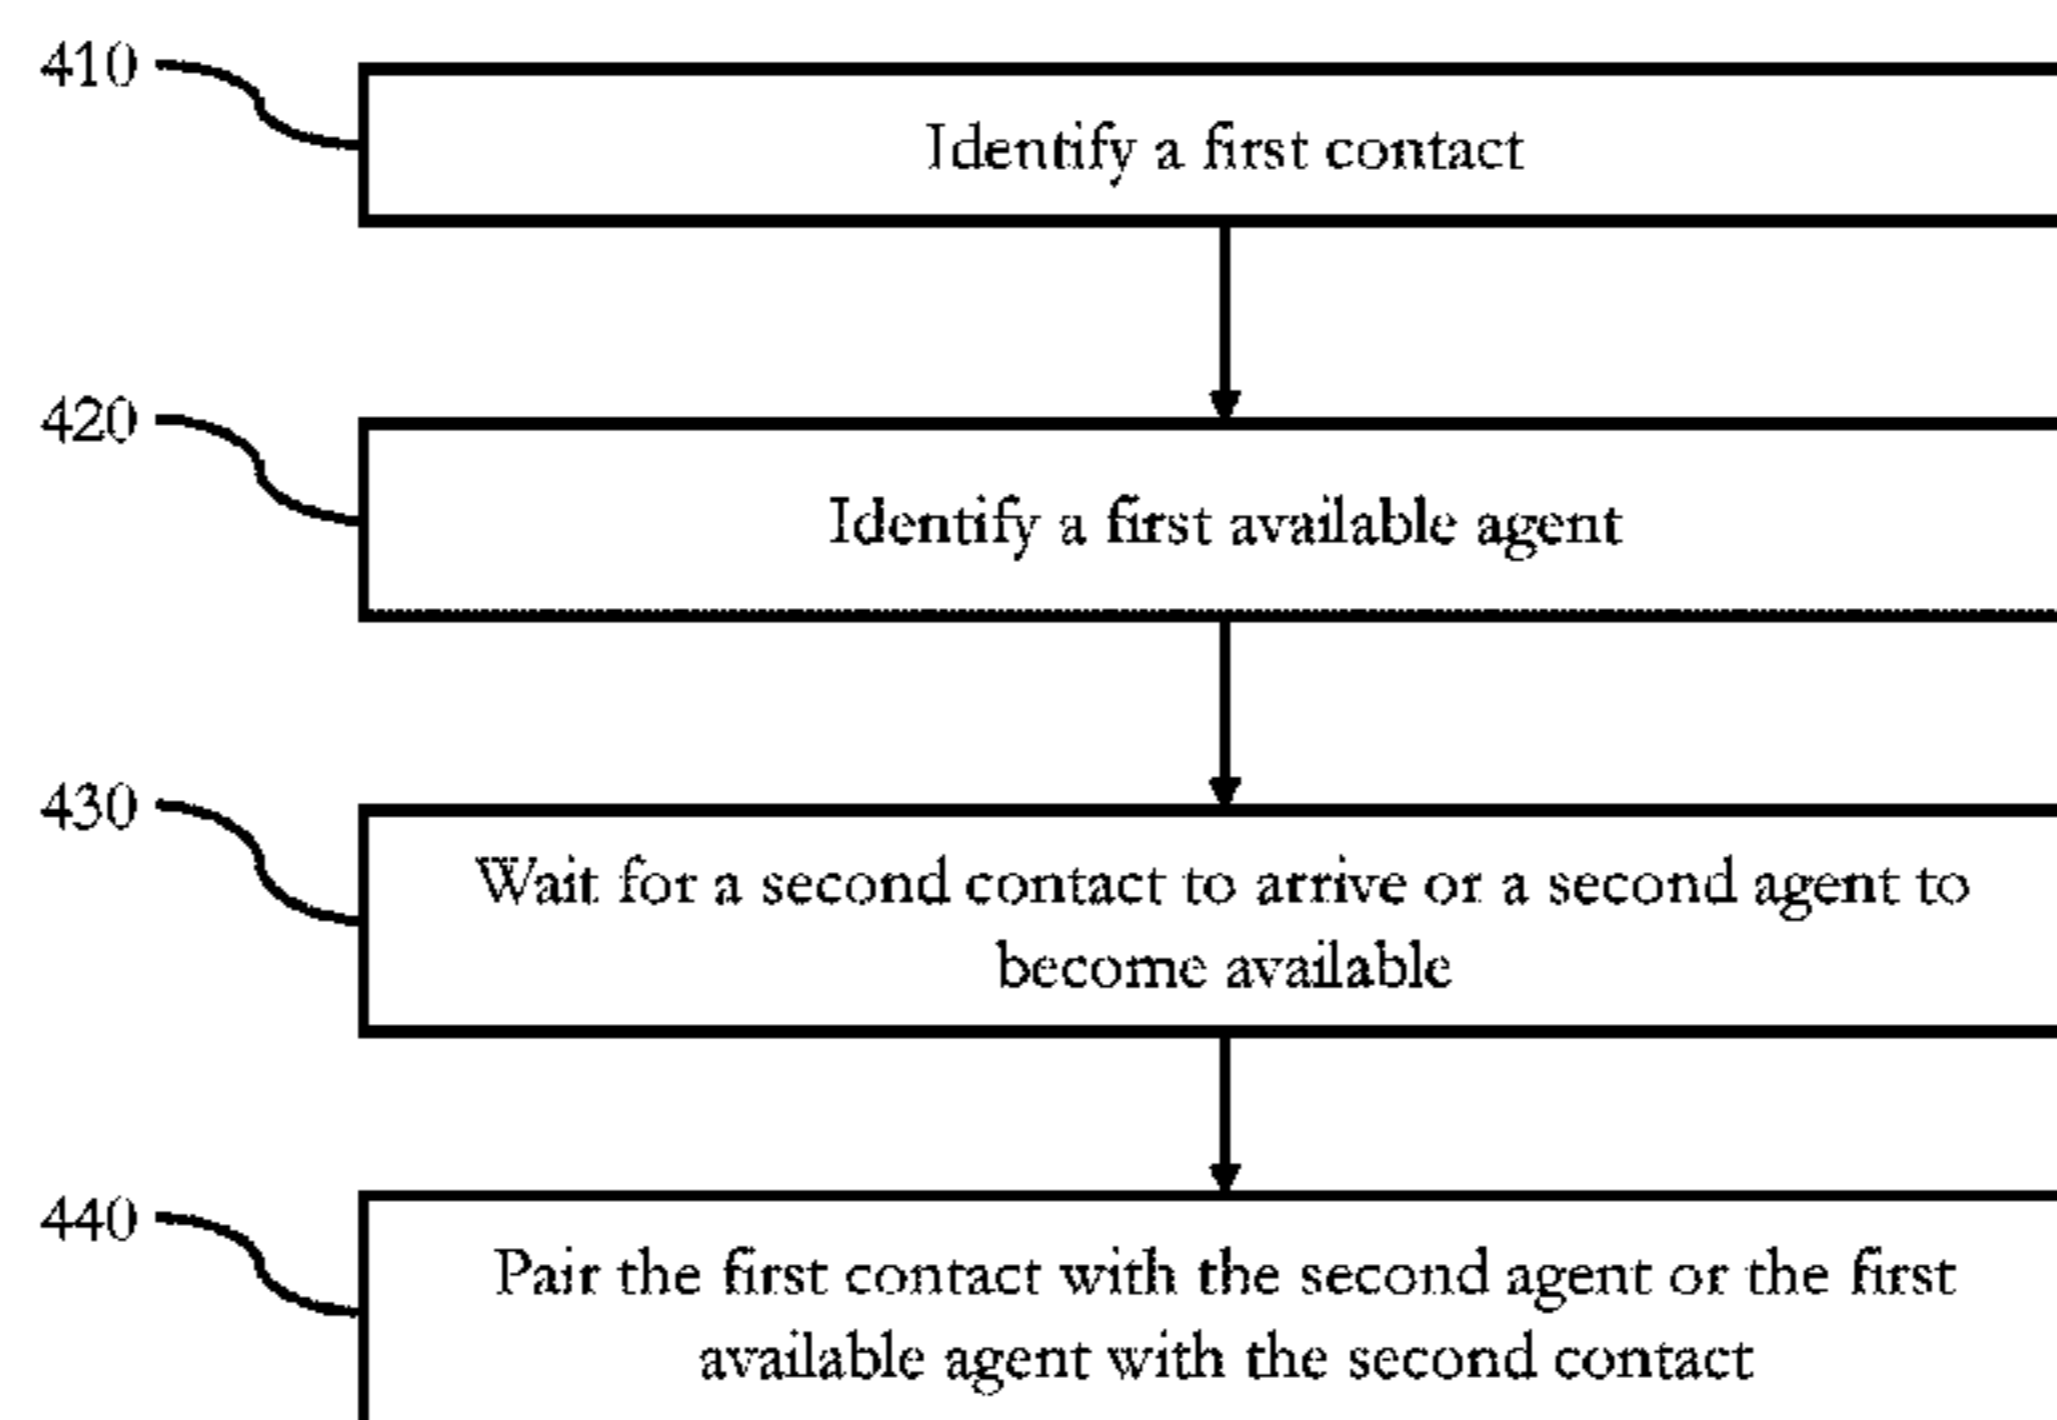 410
Identify a first contact
420
Identify a first available agent
430
Wait for a second contact to arrive or a second agent to
become available
440
Pair the first contact with the second agent or the first
available agent with the second contact